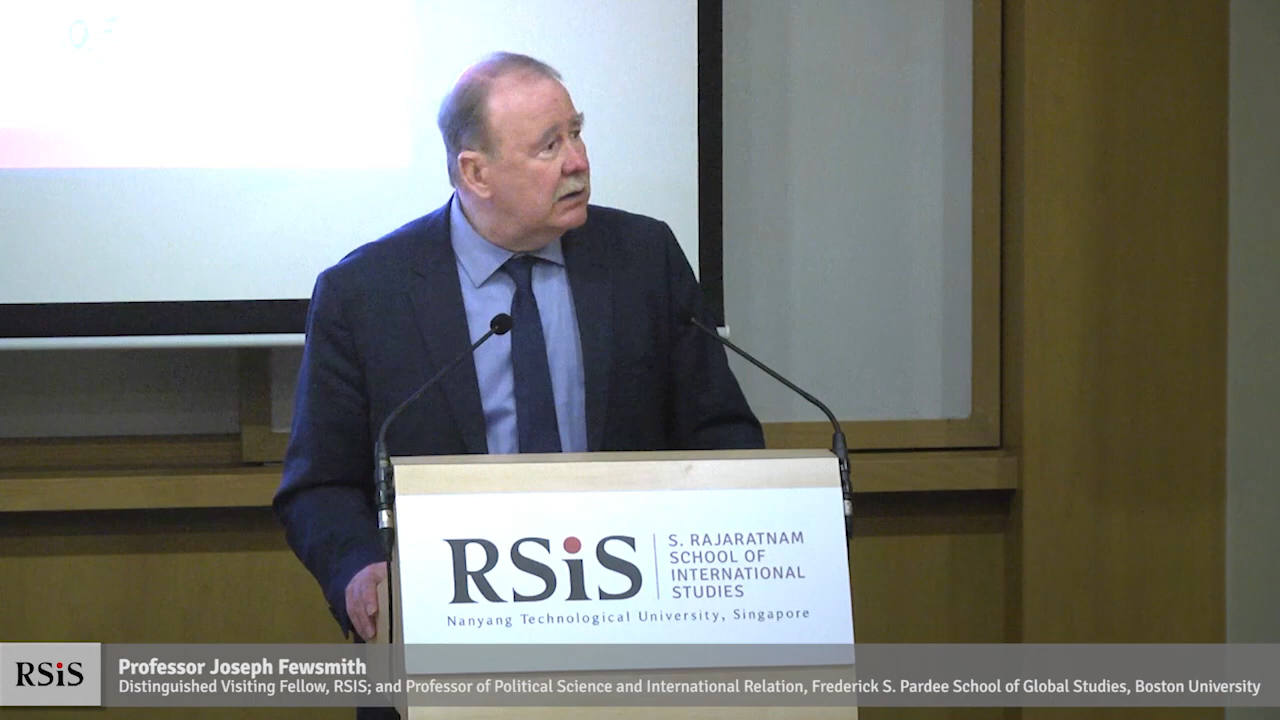 RSiS
S. RAJARATNAM
SCHOOL OF
INTERNATIONAL
STUDIES
Nanyang Technological University, Singapore
RSiS
Professor Joseph Fewsmith
Distinguished Visiting Fellow, RSIS; and Professor of Political Science and International Relation, Frederick S. Pardee School of Global Studies, Boston University